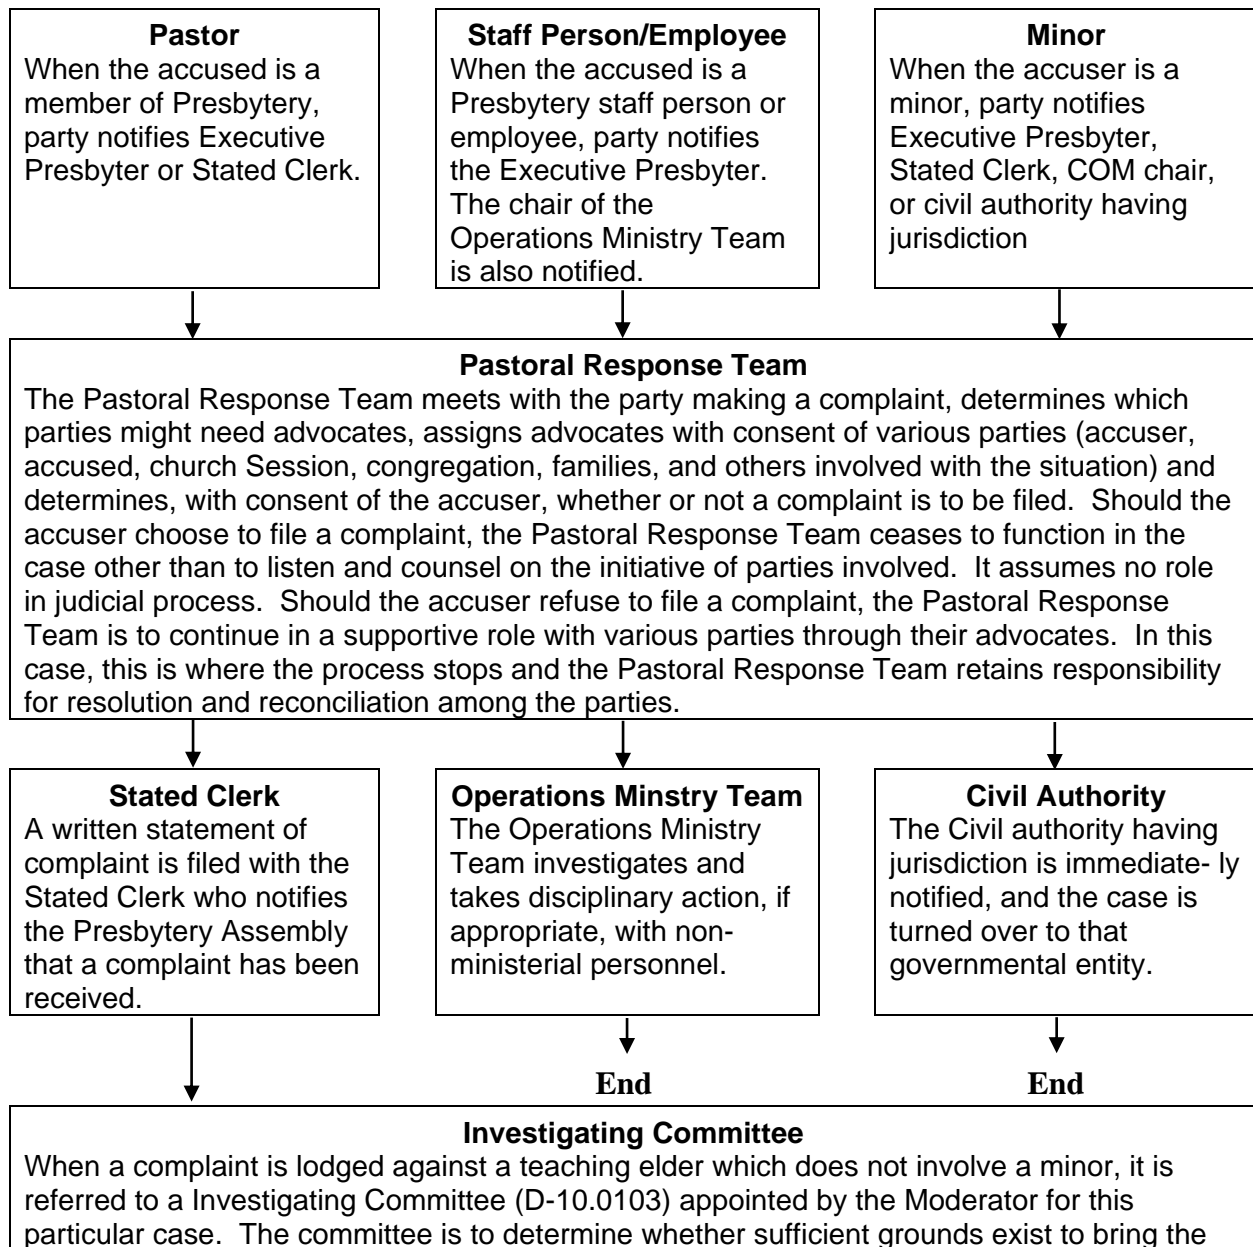 Pastor
When the accused is a
member of Presbytery,
party notifies Executive
Presbyter or Stated Clerk.
Staff Person/Employee
When the accused is a
Presbytery staff person or
employee, party notifies
the Executive Presbyter.
The chair of the
Operations Ministry Team
is also notified.
Minor
When the accuser is a
minor, party notifies
Executive Presbyter,
Stated Clerk, COM chair,
or civil authority having
jurisdiction
Pastoral Response Team
The Pastoral Response Team meets with the party making a complaint, determines which
parties might need advocates, assigns advocates with consent of various parties (accuser,
accused, church Session, congregation, families, and others involved with the situation) and
determines, with consent of the accuser, whether or not a complaint is to be filed.  Should the
accuser choose to file a complaint, the Pastoral Response Team ceases to function in the
case other than to listen and counsel on the initiative of parties involved.  It assumes no role
in judicial process.  Should the accuser refuse to file a complaint, the Pastoral Response
Team is to continue in a supportive role with various parties through their advocates.  In this
case, this is where the process stops and the Pastoral Response Team retains responsibility
for resolution and reconciliation among the parties.
Stated Clerk
A written statement of
complaint is filed with the
Stated Clerk who notifies
the Presbytery Assembly
that a complaint has been
received.
Operations Minstry Team
The Operations Ministry
Team investigates and
takes disciplinary action, if
appropriate, with non-
ministerial personnel.
Civil Authority
The Civil authority having
jurisdiction is immediate- ly
notified, and the case is
turned over to that
governmental entity.
End
End
Investigating Committee
When a complaint is lodged against a teaching elder which does not involve a minor, it is
referred to a Investigating Committee (D-10.0103) appointed by the Moderator for this
particular case.  The committee is to determine whether sufficient grounds exist to bring the